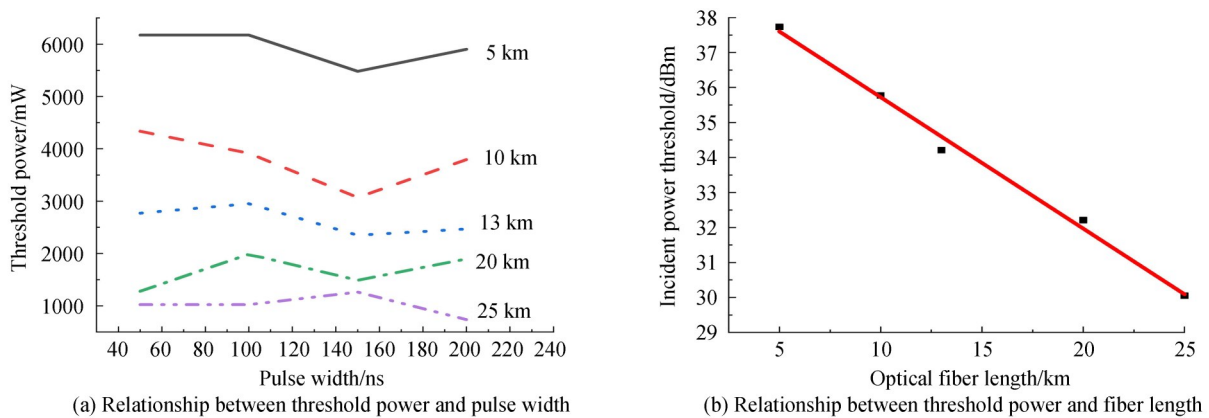 Threshold power/mW
6000
5000
4000
3000
2000
1000
5 km
10 km
13 km
20 km
25 km
40 60 80 100 120 140 160 180 200 220 240
Pulse width/ns
(a) Relationship between threshold power and pulse width
Incident power threshold/dBm
38
37
36
35
34
33
32
31
30
29
5 10 15 20 25
Optical fiber length/km
(b) Relationship between threshold power and fiber length